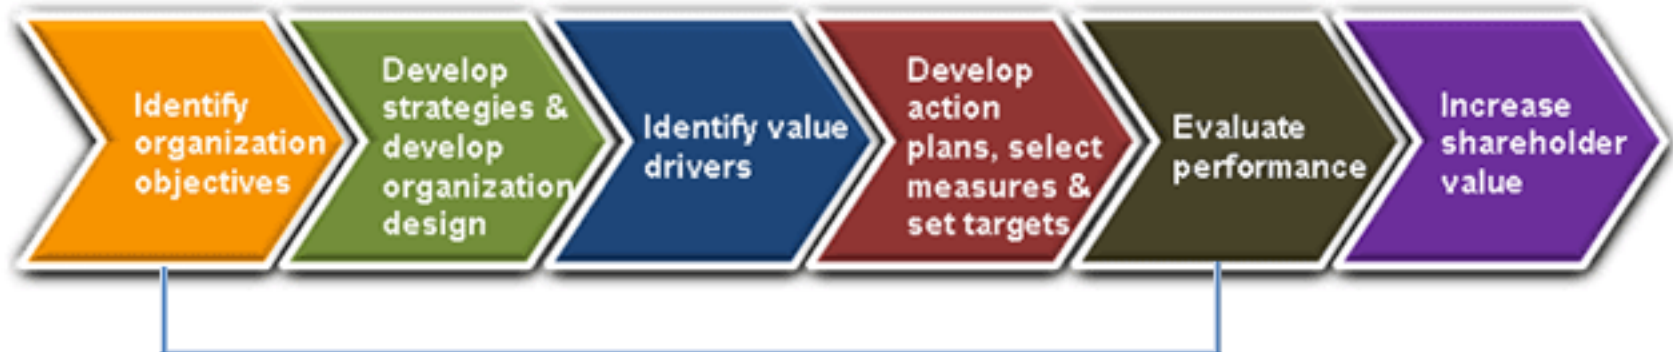 Identify
organization
objectives
Develop
strategies &
develop
organization
design
Identify value
drivers
Develop
action
plans, select
measures &
set targets
Evaluate
performance
Increase
shareholder
value